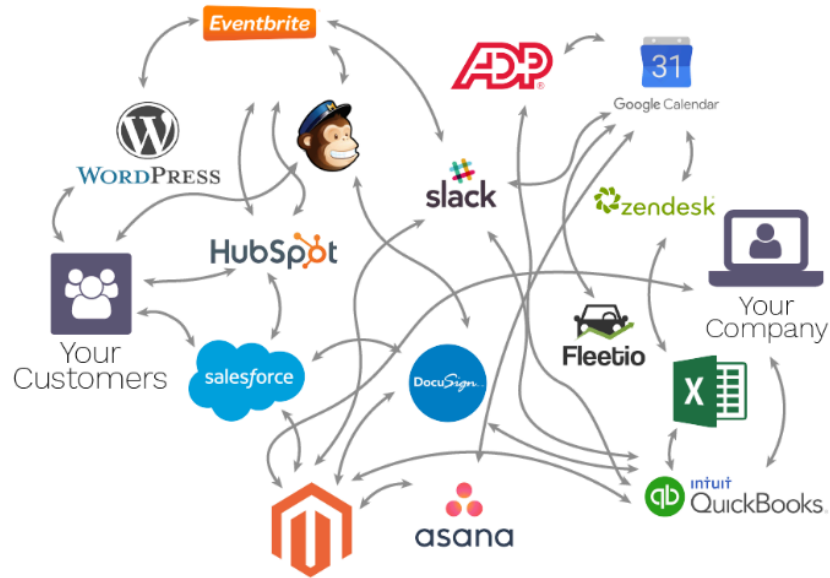 Eventbrite
ADP®
31
Google Calendar
W
WORDPRESS
M
slack
zendesk
HubSpot
Your
Company
Your
Customers
Fleetio
salesforce
DocuSign
X
asana
qb
intuit
QuickBooks.